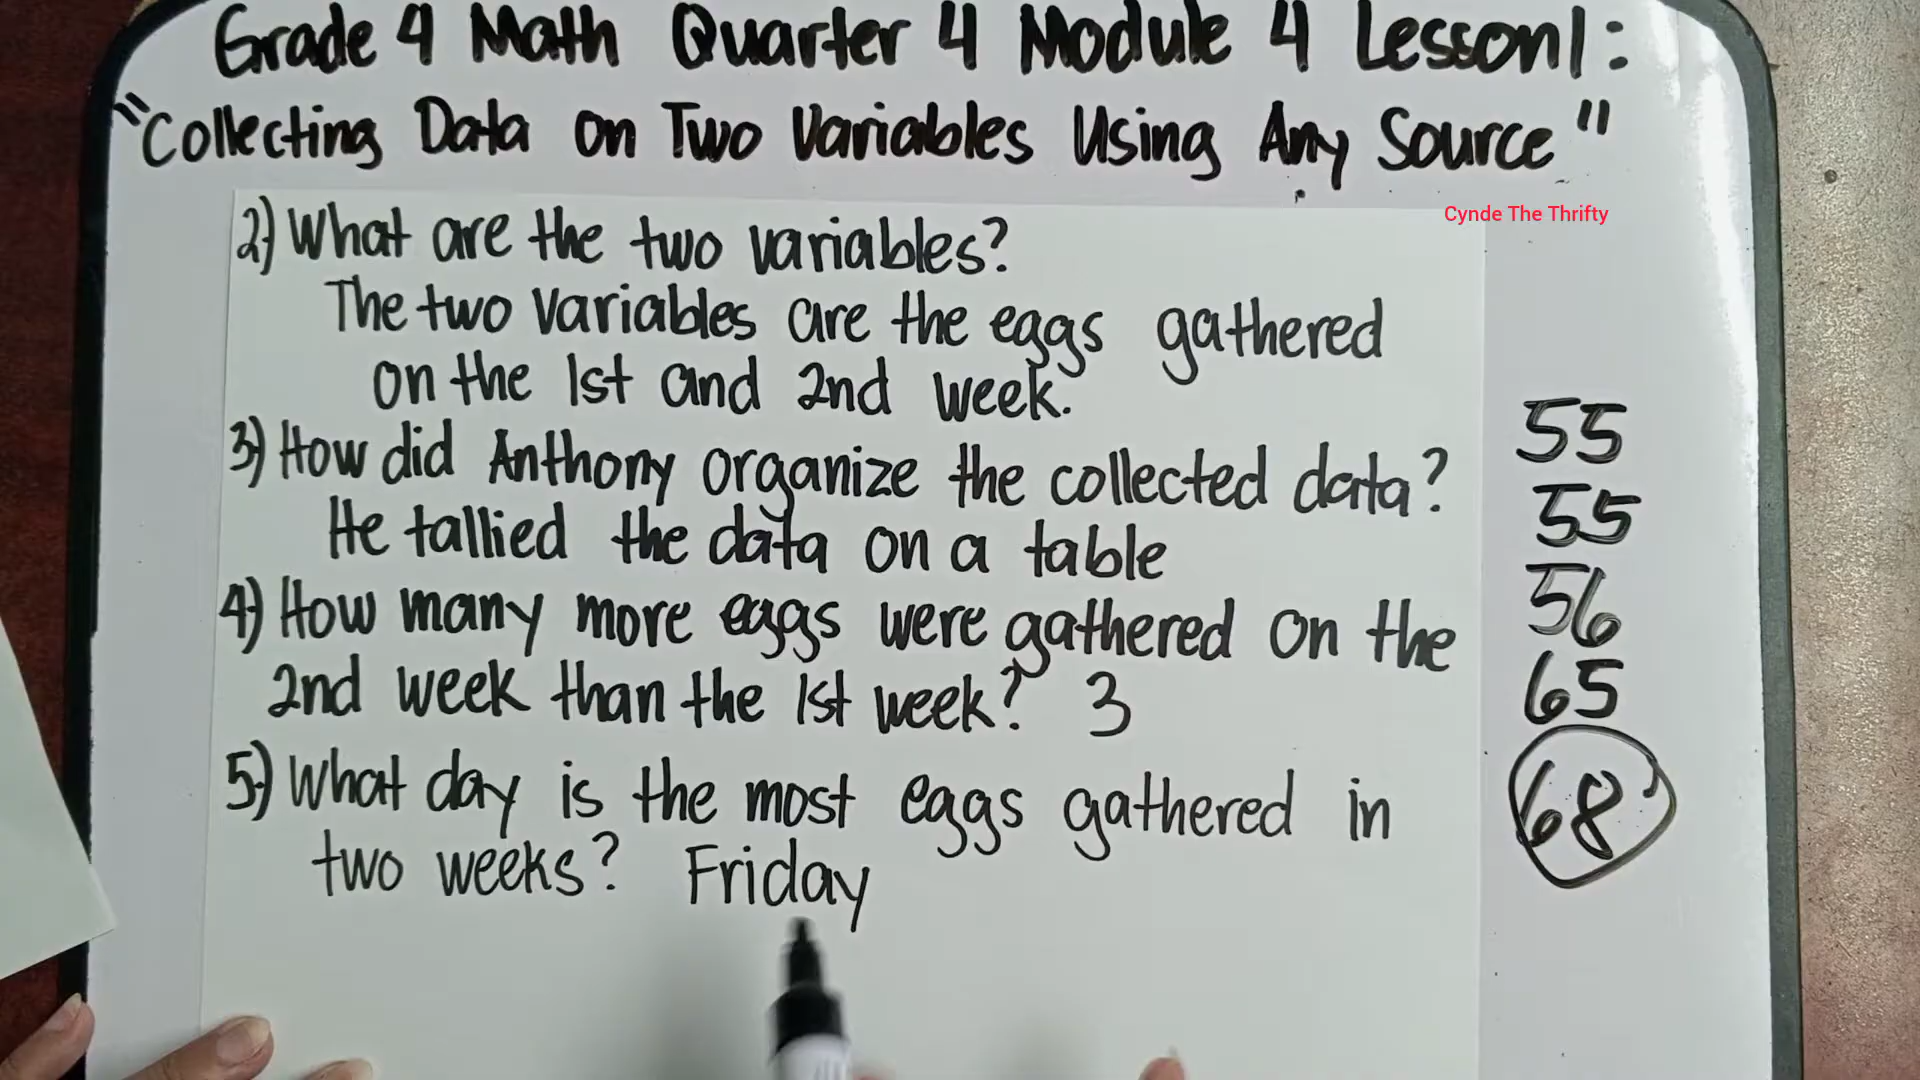 Grade 4 Math Quarter 4 Module 4 Lesson 1:
"Collecting Data on Two Variables Using Any Source"
Cynde The Thrifty
2) What are the two variables?
The two variables are the eggs gathered
on the 1st and 2nd week.
3) How did Anthony organize the collected data?
He tallied the data on a table
4) How many more eggs were gathered on the
2nd week than the 1st week? 3
5) What day is the most eggs gathered in
two weeks? Friday
55
55
56
65
68